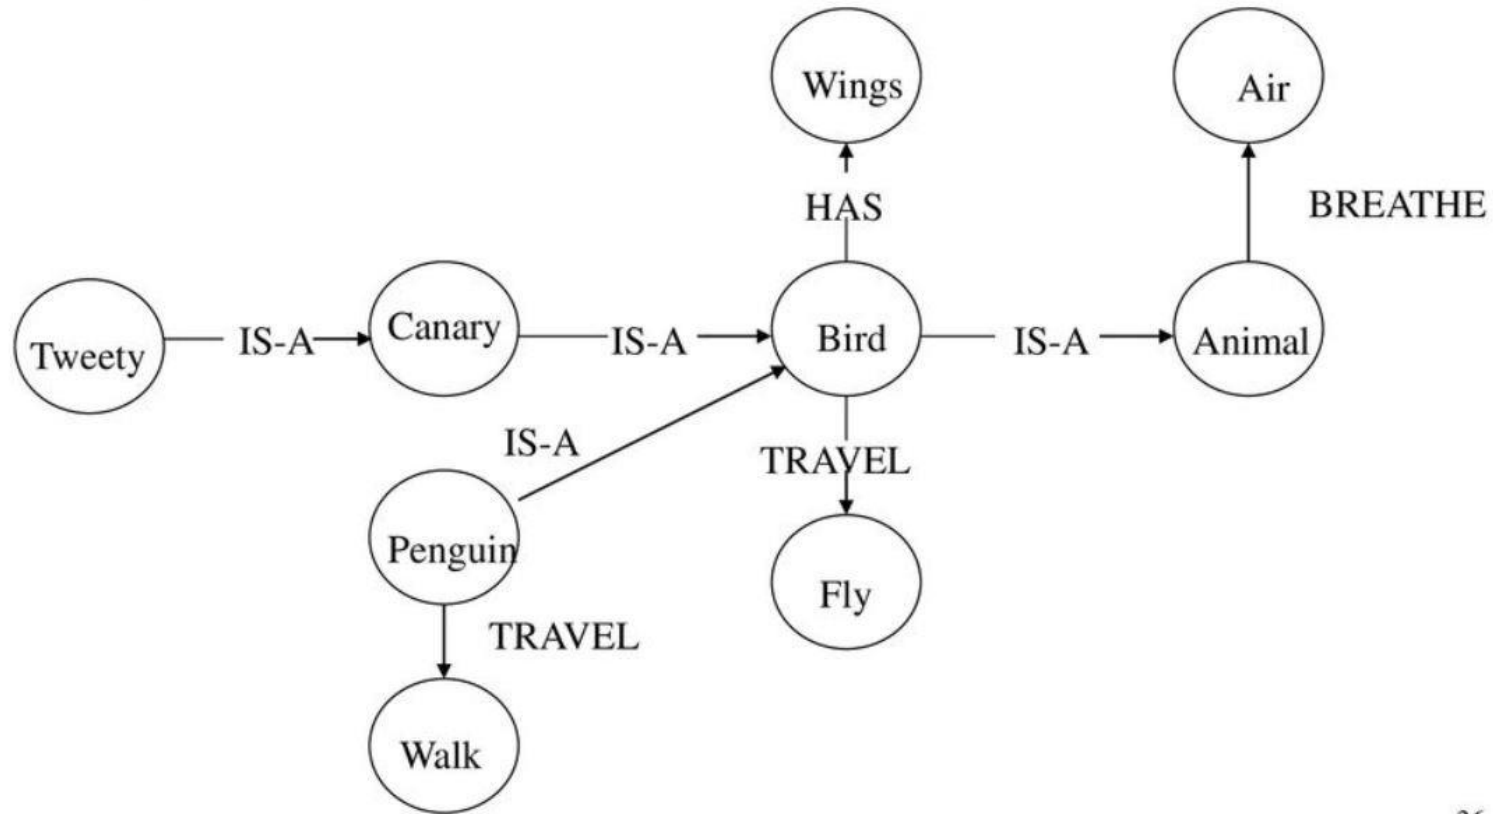 Wings
Air
HAS
BREATHE
Tweety
IS-A
Canary
IS-A
Bird
IS-A
Animal
IS-A
TRAVEL
Penguin
Fly
TRAVEL
Walk